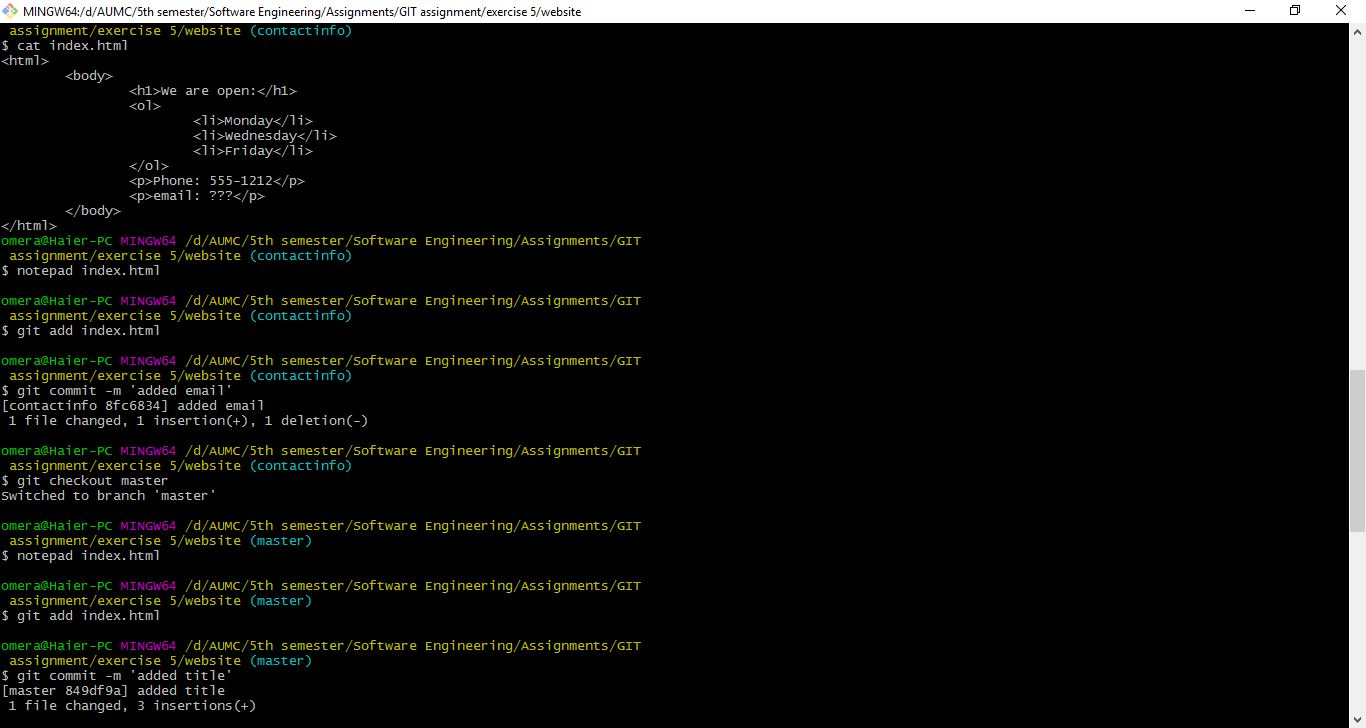 MINGW64:/d/AUMC/5th semester/Software Engineering/Assignments/GIT assignment/exercise 5/website
 assignment/exercise 5/website (contactinfo)
$ cat index.html
<html>
        <body>
                <h1>We are open:</h1>
                <ol>
                        <li>Monday</li>
                        <li>Wednesday</li>
                        <li>Friday</li>
                </ol>
                <p>Phone: 555-1212</p>
                <p>email: ???</p>
        </body>
</html>
omera@Haier-PC MINGW64 /d/AUMC/5th semester/Software Engineering/Assignments/GIT
 assignment/exercise 5/website (contactinfo)
$ notepad index.html

omera@Haier-PC MINGW64 /d/AUMC/5th semester/Software Engineering/Assignments/GIT
 assignment/exercise 5/website (contactinfo)
$ git add index.html

omera@Haier-PC MINGW64 /d/AUMC/5th semester/Software Engineering/Assignments/GIT
 assignment/exercise 5/website (contactinfo)
$ git commit -m 'added email'
[contactinfo 8fc6834] added email
 1 file changed, 1 insertion(+), 1 deletion(-)

omera@Haier-PC MINGW64 /d/AUMC/5th semester/Software Engineering/Assignments/GIT
 assignment/exercise 5/website (contactinfo)
$ git checkout master
Switched to branch 'master'

omera@Haier-PC MINGW64 /d/AUMC/5th semester/Software Engineering/Assignments/GIT
 assignment/exercise 5/website (master)
$ notepad index.html

omera@Haier-PC MINGW64 /d/AUMC/5th semester/Software Engineering/Assignments/GIT
 assignment/exercise 5/website (master)
$ git add index.html

omera@Haier-PC MINGW64 /d/AUMC/5th semester/Software Engineering/Assignments/GIT
 assignment/exercise 5/website (master)
$ git commit -m 'added title'
[master 849df9a] added title
 1 file changed, 3 insertions(+)